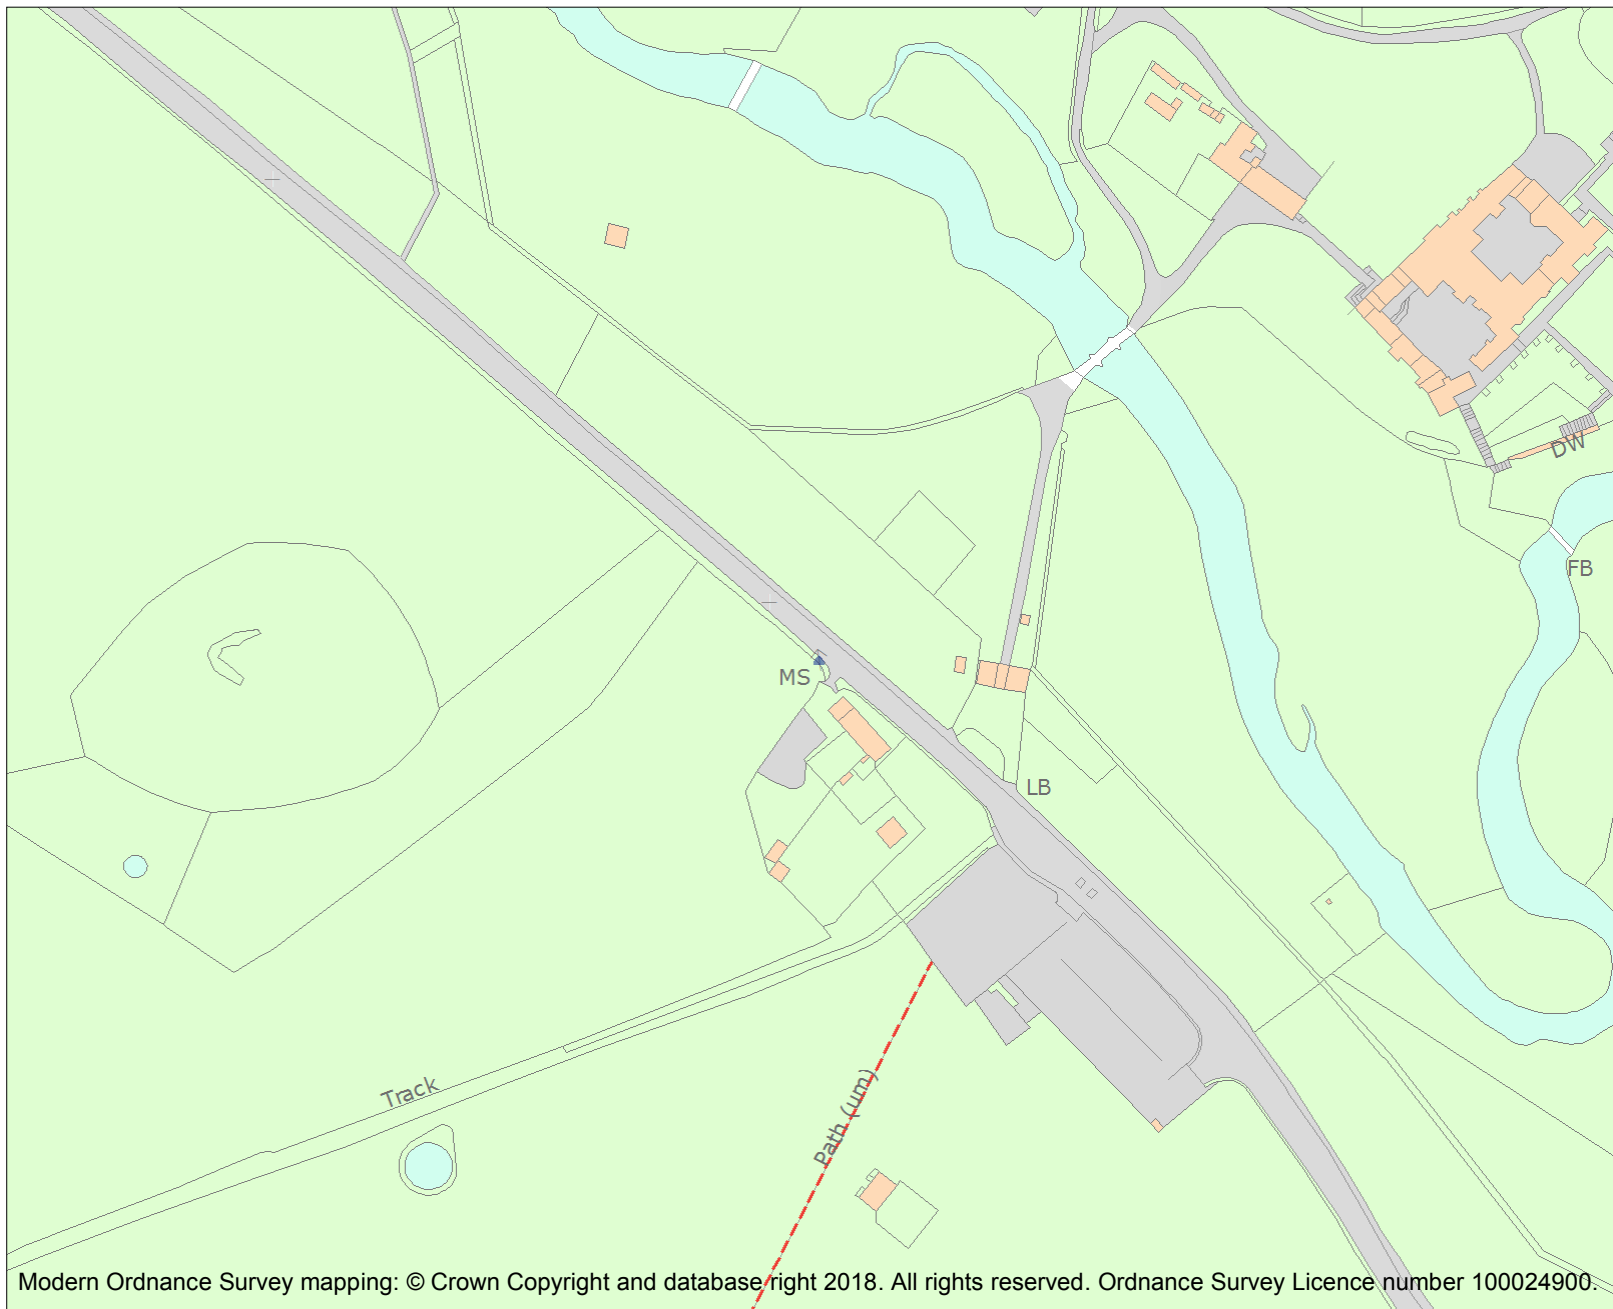 DW
FB
MS
LB
Track
Path (um)
Modern Ordnance Survey mapping: © Crown Copyright and database right 2018. All rights reserved. Ordnance Survey Licence number 100024900.